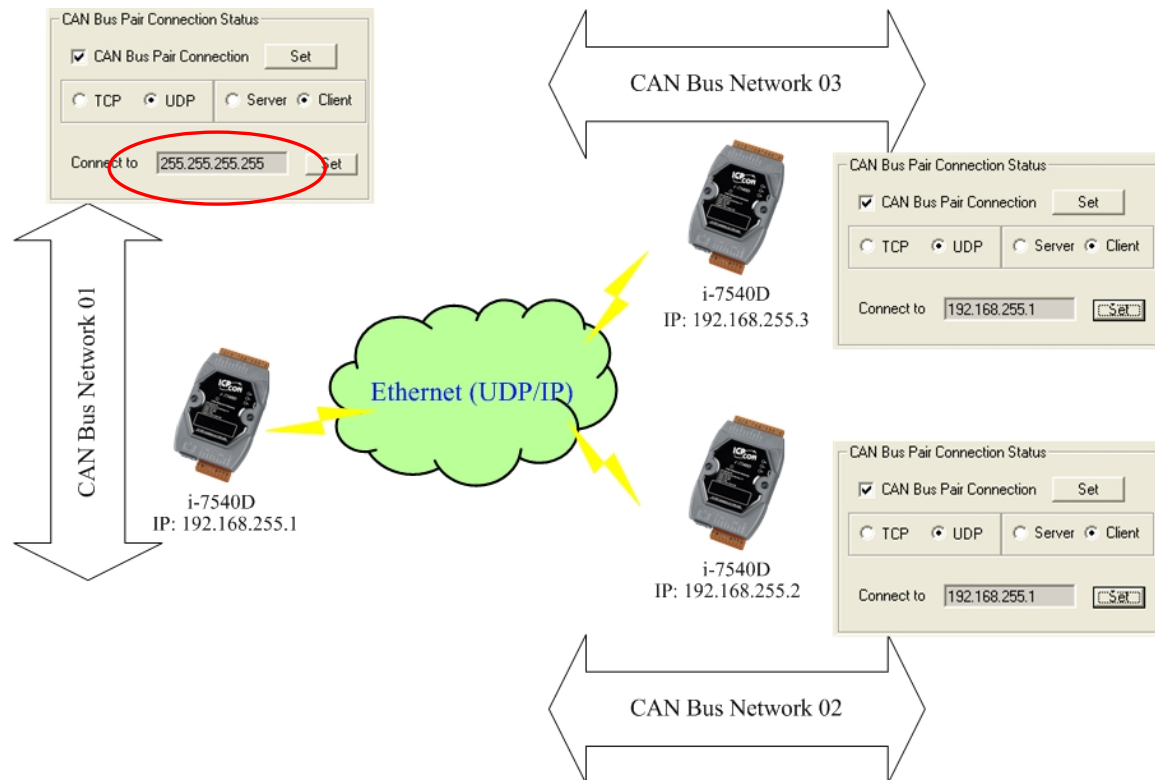 CAN Bus Pair Connection Status
CAN Bus Pair Connection Set
TCP UDP Server Client
Connect to 255.255.255.255 Set
CAN Bus Network 01
i-7540D
IP: 192.168.255.1
Ethernet (UDP/IP)
CAN Bus Network 03
ICP
CON
i-7540D
IP: 192.168.255.3
CAN Bus Pair Connection Status
CAN Bus Pair Connection Set
TCP UDP Server Client
Connect to 192.168.255.1 Set
i-7540D
IP: 192.168.255.2
CAN Bus Pair Connection Status
CAN Bus Pair Connection Set
TCP UDP Server Client
Connect to 192.168.255.1 Set
CAN Bus Network 02